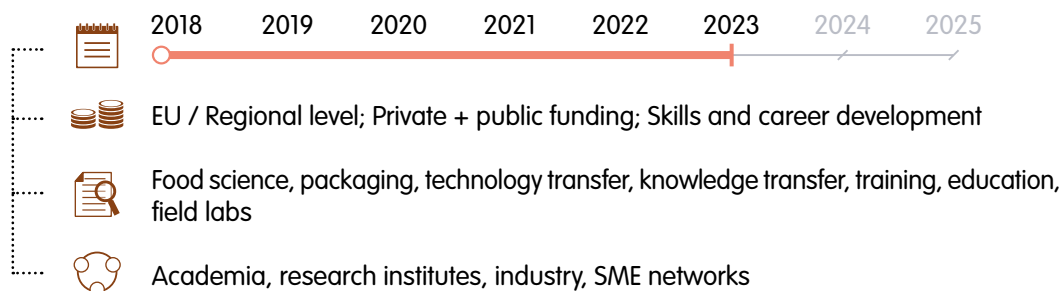 2018 2019 2020 2021 2022 2023 2024 2025
EU / Regional level; Private + public funding; Skills and career development
Food science, packaging, technology transfer, knowledge transfer, training, education,
field labs
Academia, research institutes, industry, SME networks